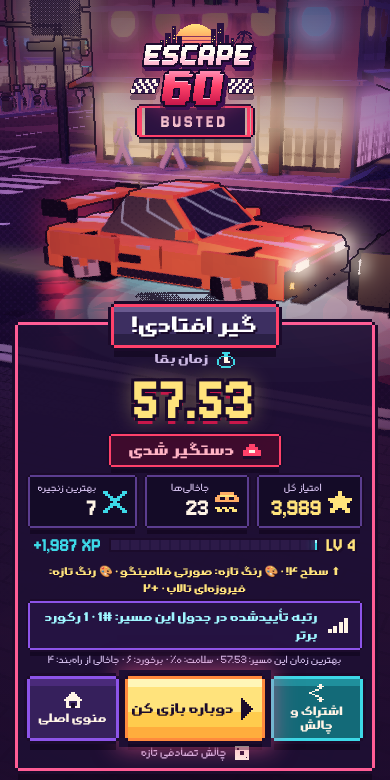 ESCAPE
60
BUSTED
گیر افتادی!
زمان بقا
57.53
دستگیر شدی
امتیاز کل
3,989
جاخالی‌ها
23
بهترین زنجیره
7
LV 4
+1,987 XP
↑ سطح ۴! · 🎨 رنگ تازه: صورتی فلامینگو · 🎨 رنگ تازه:
فیروزه‌ای تالاب · +۲
رتبه تأییدشده در جدول این مسیر: #1 · 1 رکورد
برتر
بهترین زمان این مسیر: 57.53 · سلامت: ۰٪ · برخورد: ۶ · جاخالی از راه‌بند: ۴
اشتراک و
چالش
دوباره بازی کن
منوی اصلی
چالش تصادفی تازه